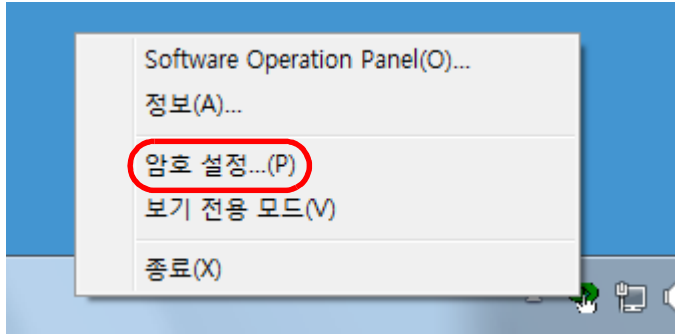 Software Operation Panel(O)...
정보(A)...
암호 설정...(P)
보기 전용 모드(V)
종료(X)